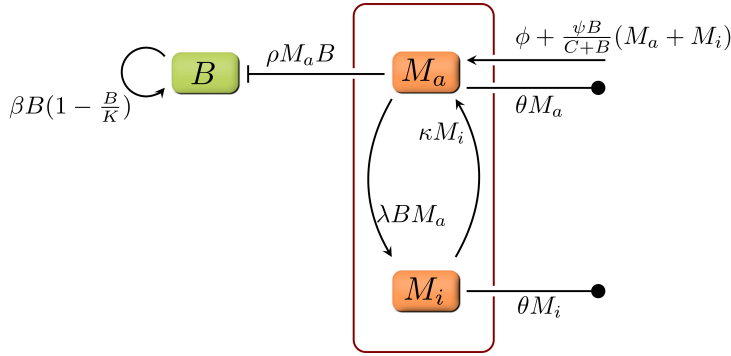 ϕ + ψB/(C+B) (M_a + M_i)
ρM_aB
B
M_a
θM_a
βB(1 − B/K)
κM_i
λBM_a
M_i
θM_i